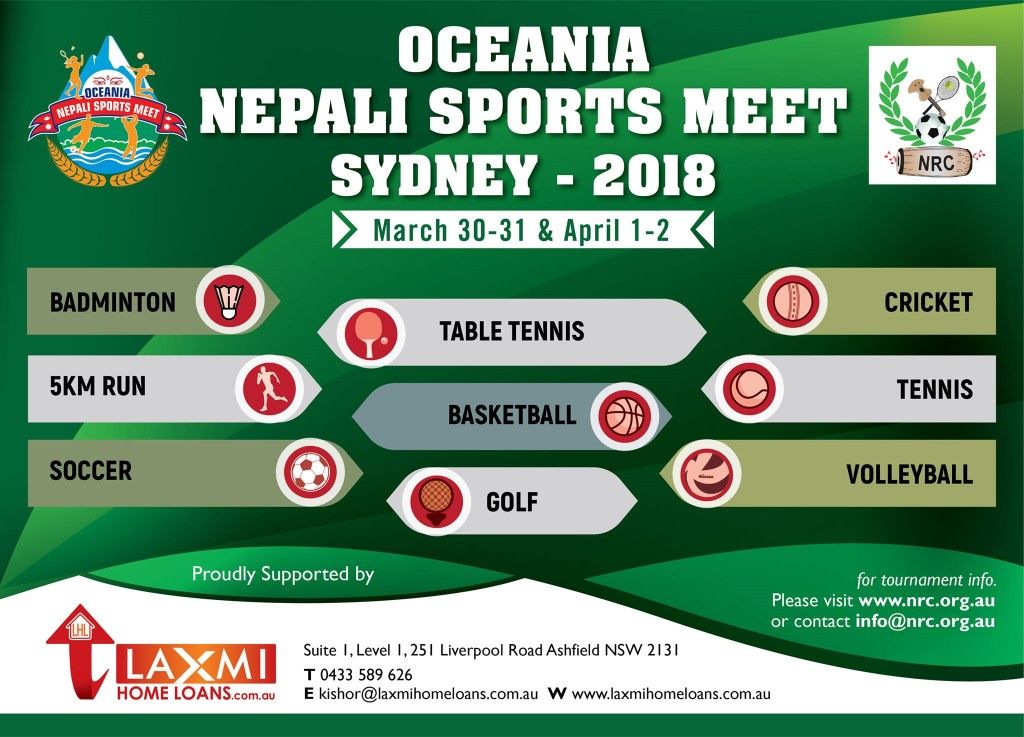 OCEANIA
NEPALI SPORTS MEET
SYDNEY - 2018
March 30-31 & April 1-2
OCEANIA
NEPALI SPORTS MEET
NRC
BADMINTON
TABLE TENNIS
CRICKET
5KM RUN
BASKETBALL
TENNIS
SOCCER
GOLF
VOLLEYBALL
Proudly Supported by
for tournament info.
Please visit www.nrc.org.au
or contact info@nrc.org.au
LHL
LAXMI
HOME LOANS.com.au
Suite 1, Level 1, 251 Liverpool Road Ashfield NSW 2131
T 0433 589 626
E kishor@laxmihomeloans.com.au W www.laxmihomeloans.com.au